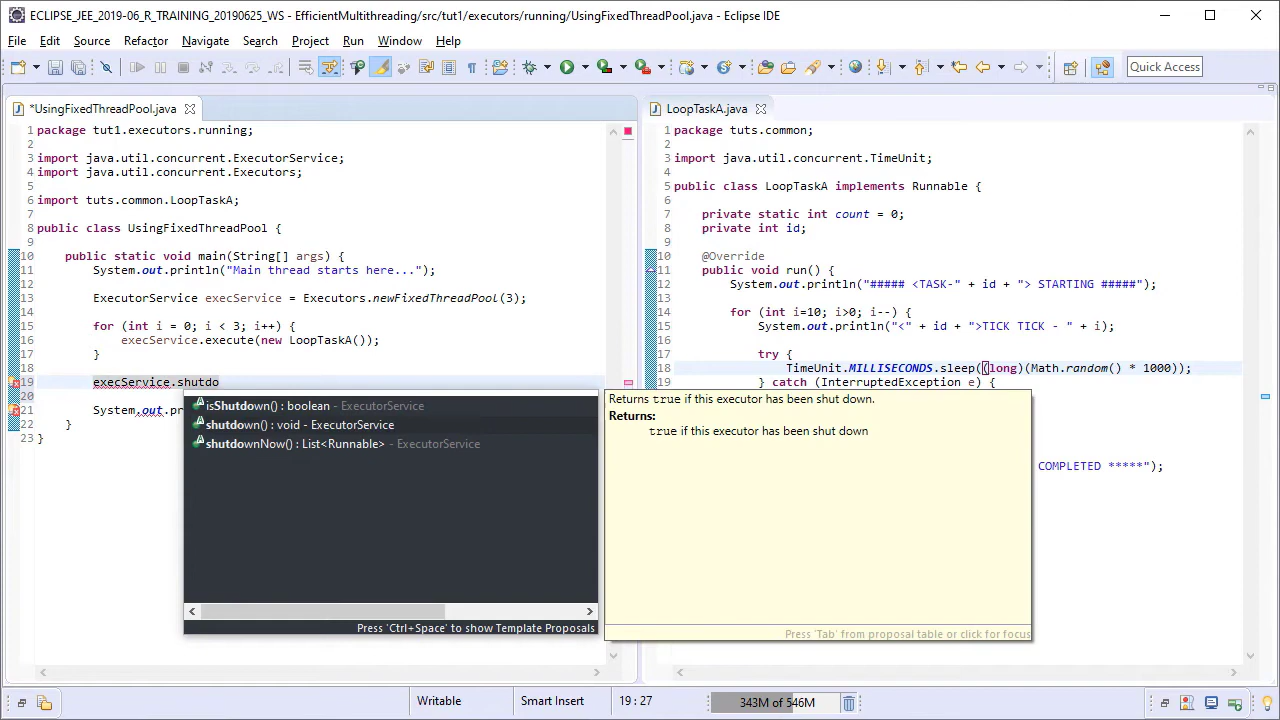 ECLIPSE_JEE_2019-06_R_TRAINING_20190625_WS - EfficientMultithreading/src/tut1/executors/running/UsingFixedThreadPool.java - Eclipse IDE
File Edit Source Refactor Navigate Search Project Run Window Help
Quick Access
*UsingFixedThreadPool.java
1 package tut1.executors.running;
2
3 import java.util.concurrent.ExecutorService;
4 import java.util.concurrent.Executors;
5
6 import tuts.common.LoopTaskA;
7
8 public class UsingFixedThreadPool {
9
10 public static void main(String[] args) {
11 System.out.println("Main thread starts here...");
12
13 ExecutorService execService = Executors.newFixedThreadPool(3);
14
15 for (int i = 0; i < 3; i++) {
16 execService.execute(new LoopTaskA());
17 }
18
19 execService.shutdo
20
21 System.out.pr
22 }
23 }
isShutdown() : boolean - ExecutorService
shutdown() : void - ExecutorService
shutdownNow() : List<Runnable> - ExecutorService
Press 'Ctrl+Space' to show Template Proposals
LoopTaskA.java
1 package tuts.common;
2
3 import java.util.concurrent.TimeUnit;
4
5 public class LoopTaskA implements Runnable {
6
7 private static int count = 0;
8 private int id;
9
10 @Override
11 public void run() {
12 System.out.println("##### <TASK-" + id + "> STARTING #####");
13
14 for (int i=10; i>0; i--) {
15 System.out.println("<" + id + ">TICK TICK - " + i);
16
17 try {
18 TimeUnit.MILLISECONDS.sleep((long)(Math.random() * 1000));
19 } catch (InterruptedException e) {
COMPLETED *****");
Returns true if this executor has been shut down.
Returns:
true if this executor has been shut down
Press 'Tab' from proposal table or click for focus
Writable
Smart Insert
19 : 27
343M of 546M